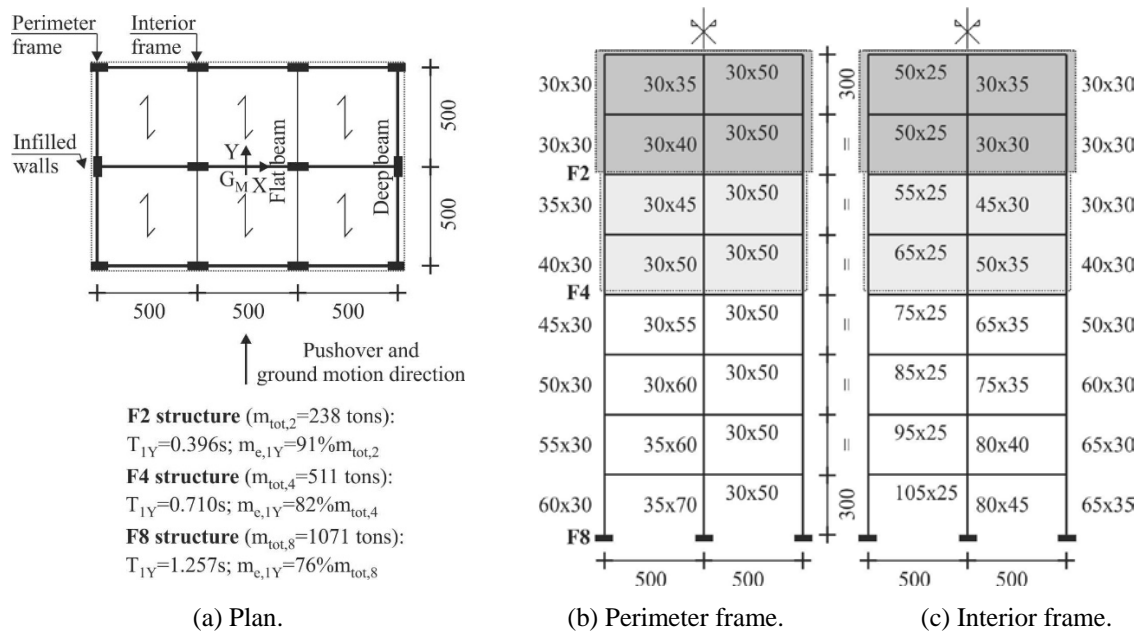 Perimeter
frame
Interior
frame
Infilled
walls
Y
G_M X
Flat beam
Deep beam
500
500
500
500
500
Pushover and
ground motion direction
F2 structure (m_tot,2=238 tons):
T_1Y=0.396s; m_e,1Y=91%m_tot,2
F4 structure (m_tot,4=511 tons):
T_1Y=0.710s; m_e,1Y=82%m_tot,4
F8 structure (m_tot,8=1071 tons):
T_1Y=1.257s; m_e,1Y=76%m_tot,8
(a) Plan.
30x30 30x35 30x50
30x30 30x40 30x50
F2
35x30 30x45 30x50
40x30 30x50 30x50
F4
45x30 30x55 30x50
50x30 30x60 30x50
55x30 35x60 30x50
60x30 35x70 30x50
F8
500 500
(b) Perimeter frame.
300
=
=
=
=
=
=
300
50x25 30x35 30x30
50x25 30x30 30x30
55x25 45x30 30x30
65x25 50x35 40x30
75x25 65x35 50x30
85x25 75x35 60x30
95x25 80x40 65x30
105x25 80x45 65x35
500 500
(c) Interior frame.